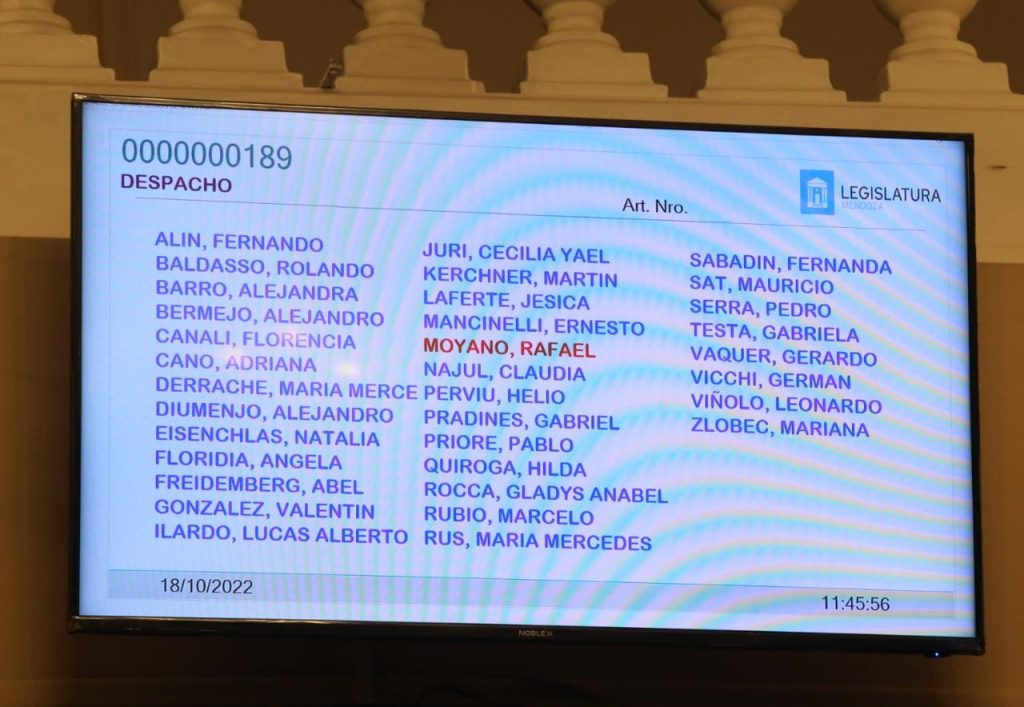 0000000189
DESPACHO
Art. Nro.
LEGISLATURA
MENDOZA
ALIN, FERNANDO
BALDASSO, ROLANDO
BARRO, ALEJANDRA
BERMEJO, ALEJANDRO
CANALI, FLORENCIA
CANO, ADRIANA
DERRACHE, MARIA MERCE
DIUMENJO, ALEJANDRO
EISENCHLAS, NATALIA
FLORIDIA, ANGELA
FREIDEMBERG, ABEL
GONZALEZ, VALENTIN
ILARDO, LUCAS ALBERTO
JURI, CECILIA YAEL
KERCHNER, MARTIN
LAFERTE, JESICA
MANCINELLI, ERNESTO
MOYANO, RAFAEL
NAJUL, CLAUDIA
PERVIU, HELIO
PRADINES, GABRIEL
PRIORE, PABLO
QUIROGA, HILDA
ROCCA, GLADYS ANABEL
RUBIO, MARCELO
RUS, MARIA MERCEDES
SABADIN, FERNANDA
SAT, MAURICIO
SERRA, PEDRO
TESTA, GABRIELA
VAQUER, GERARDO
VICCHI, GERMAN
VIÑOLO, LEONARDO
ZLOBEC, MARIANA
18/10/2022
11:45:56
NOBLEX